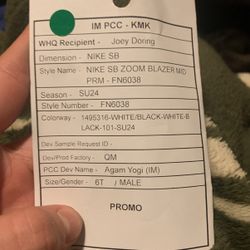 IM PCC - KMK
WHQ Recipient - Joey Doring
Dimension - NIKE SB
Style Name - NIKE SB ZOOM BLAZER MID
PRM - FN6038
Season - SU24
Style Number - FN6038
Colorway - 1495316-WHITE/BLACK-WHITE-B
LACK-101-SU24
Dev Sample Request ID -
Dev/Prod Factory - QM
PCC Dev Name - Agam Yogi (IM)
Size/Gender - 6T / MALE
PROMO